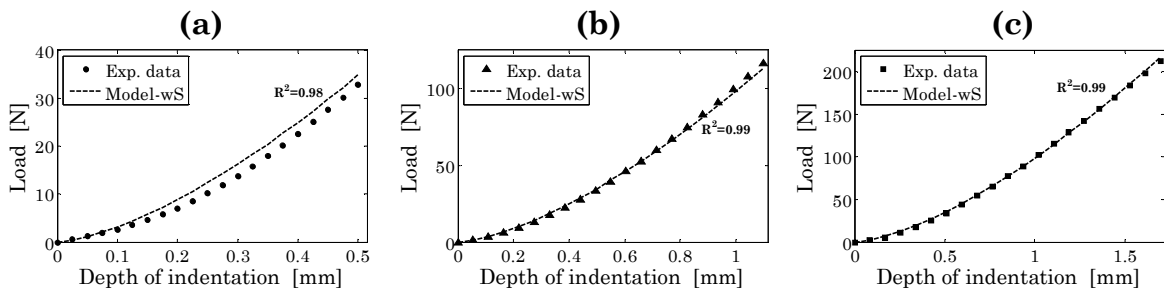 (a)
40
30
20
10
0
Load [N]
Exp. data
Model-wS
R²=0.98
0 0.1 0.2 0.3 0.4 0.5
Depth of indentation [mm]
(b)
100
50
0
Load [N]
Exp. data
Model-wS
R²=0.99
0 0.2 0.4 0.6 0.8 1
Depth of indentation [mm]
(c)
200
150
100
50
0
Load [N]
Exp. data
Model-wS
R²=0.99
0 0.5 1 1.5
Depth of indentation [mm]